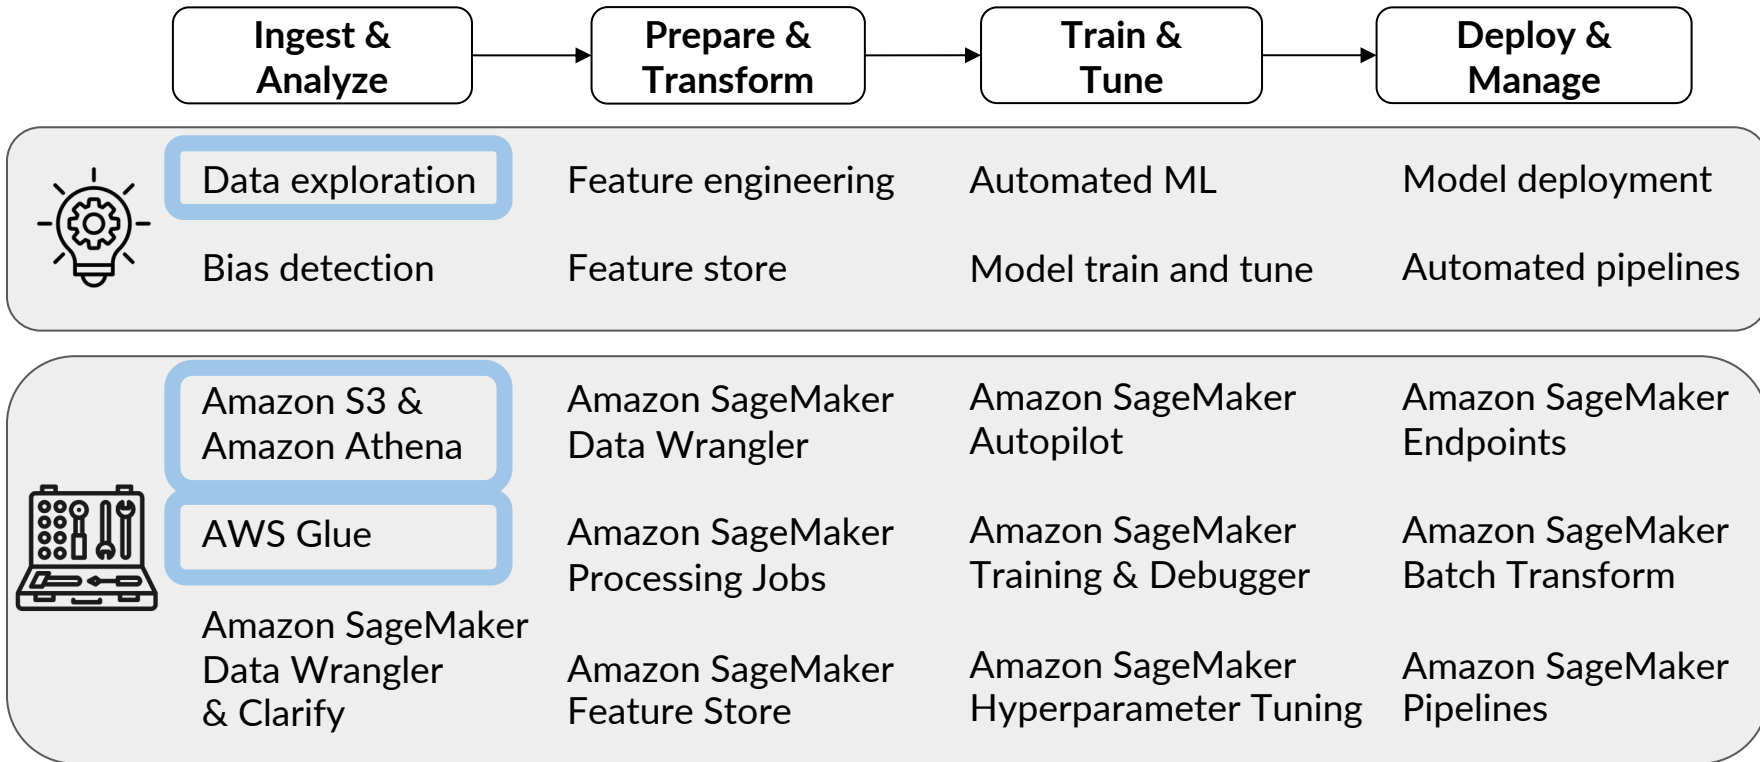 Ingest &
Analyze
Prepare &
Transform
Train &
Tune
Deploy &
Manage
Data exploration
Feature engineering
Automated ML
Model deployment
Bias detection
Feature store
Model train and tune
Automated pipelines
Amazon S3 &
Amazon Athena
Amazon SageMaker
Data Wrangler
Amazon SageMaker
Autopilot
Amazon SageMaker
Endpoints
AWS Glue
Amazon SageMaker
Processing Jobs
Amazon SageMaker
Training & Debugger
Amazon SageMaker
Batch Transform
Amazon SageMaker
Data Wrangler
& Clarify
Amazon SageMaker
Feature Store
Amazon SageMaker
Hyperparameter Tuning
Amazon SageMaker
Pipelines